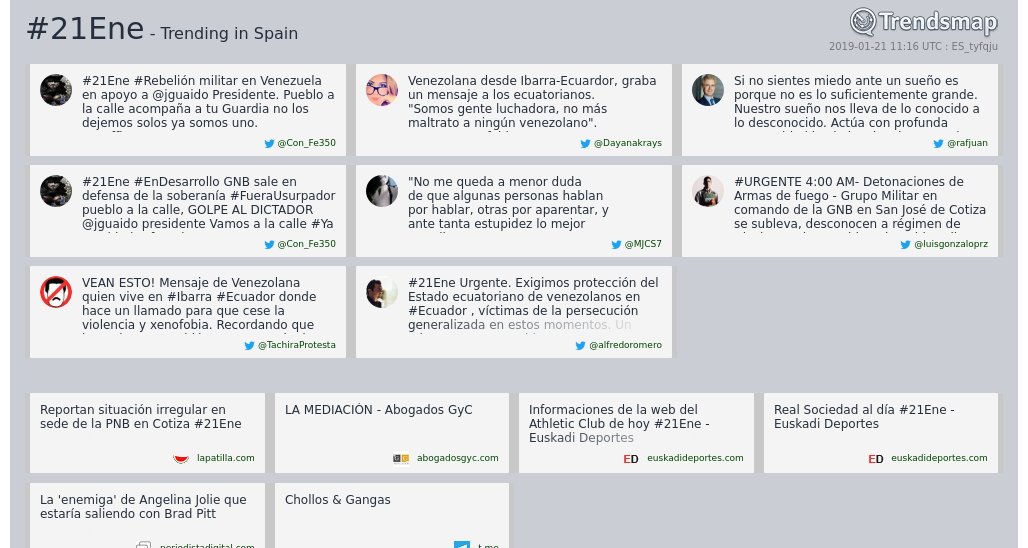 #21Ene - Trending in Spain
Trendsmap
2019-01-21 11:16 UTC : ES_tyfqju
#21Ene #Rebelión militar en Venezuela
en apoyo a @jguaido Presidente. Pueblo a
la calle acompaña a tu Guardia no los
dejemos solos ya somos uno.
@Con_Fe350
Venezolana desde Ibarra-Ecuardor, graba
un mensaje a los ecuatorianos.
"Somos gente luchadora, no más
maltrato a ningún venezolano".
@Dayanakrays
Si no sientes miedo ante un sueño es
porque no es lo suficientemente grande.
Nuestro sueño nos lleva de lo conocido a
lo desconocido. Actúa con profunda
@rafjuan
#21Ene #EnDesarrollo GNB sale en
defensa de la soberanía #FueraUsurpador
pueblo a la calle, GOLPE AL DICTADOR
@jguaido presidente Vamos a la calle #Ya
@Con_Fe350
"No me queda a menor duda
de que algunas personas hablan
por hablar, otras por aparentar, y
ante tanta estupidez lo mejor
@MJCS7
#URGENTE 4:00 AM- Detonaciones de
Armas de fuego - Grupo Militar en
comando de la GNB en San José de Cotiza
se subleva, desconocen a régimen de
@luisgonzaloprz
VEAN ESTO! Mensaje de Venezolana
quien vive en #Ibarra #Ecuador donde
hace un llamado para que cese la
violencia y xenofobia. Recordando que
@TachiraProtesta
#21Ene Urgente. Exigimos protección del
Estado ecuatoriano de venezolanos en
#Ecuador , víctimas de la persecución
generalizada en estos momentos. Un
@alfredoromero
Reportan situación irregular en
sede de la PNB en Cotiza #21Ene
lapatilla.com
LA MEDIACIÓN - Abogados GyC
abogadosgyc.com
Informaciones de la web del
Athletic Club de hoy #21Ene -
Euskadi Deportes
ED euskadideportes.com
Real Sociedad al día #21Ene -
Euskadi Deportes
ED euskadideportes.com
La 'enemiga' de Angelina Jolie que
estaría saliendo con Brad Pitt
periodistadigital.com
Chollos & Gangas
t.me